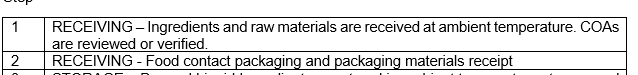 1 RECEIVING – Ingredients and raw materials are received at ambient temperature. COAs
are reviewed or verified.
2 RECEIVING - Food contact packaging and packaging materials receipt